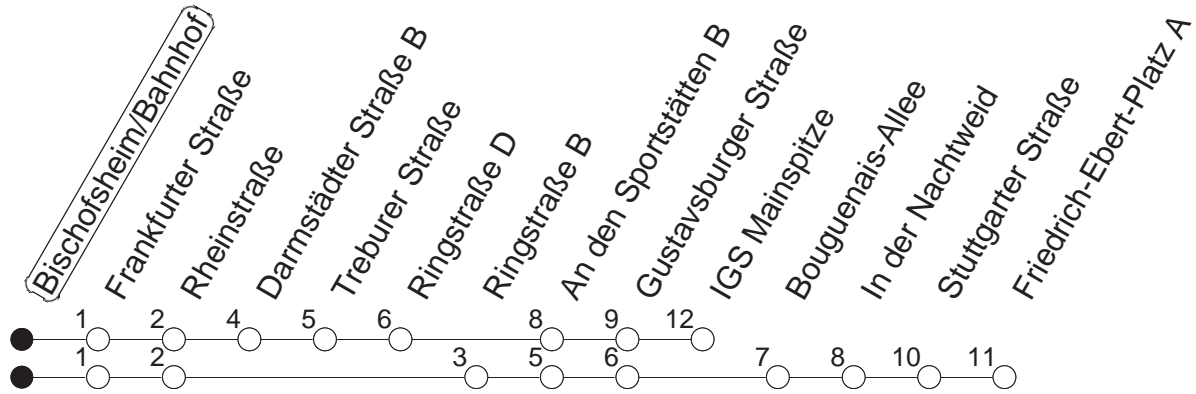 Bischofsheim/Bahnhof
Frankfurter Straße
Rheinstraße
Darmstädter Straße B
Treburer Straße
Ringstraße D
Ringstraße B
An den Sportstätten B
Gustavsburger Straße
IGS Mainspitze
Bouguenais-Allee
In der Nachtweid
Stuttgarter Straße
Friedrich-Ebert-Platz A
1 2 4 5 6 8 9 12
1 2 3 5 6 7 8 10 11